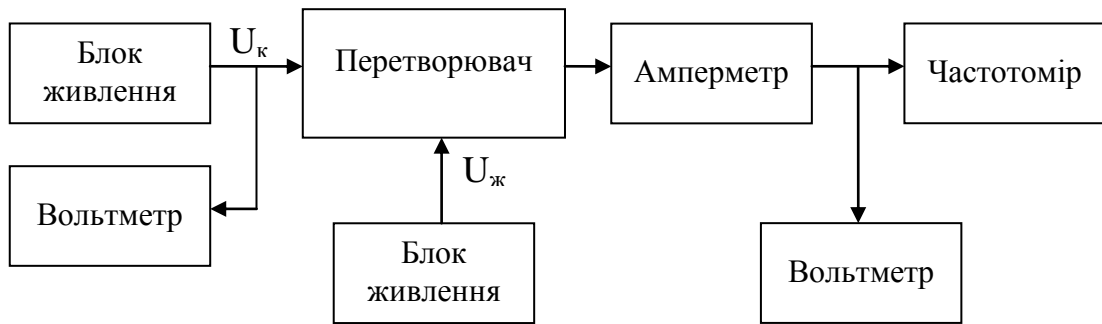 Блок
живлення
Uк
Перетворювач
Амперметр
Частотомір
Вольтметр
Uж
Блок
живлення
Вольтметр